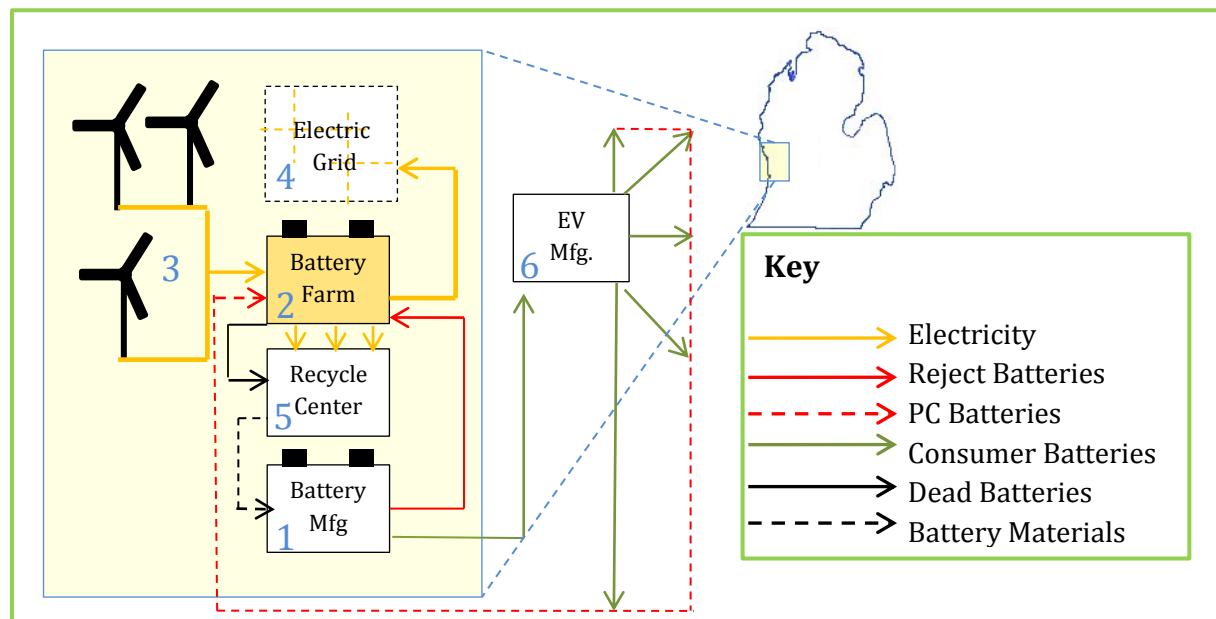 Electric
Grid
4
3
Battery
Farm
2
Recycle
Center
5
Battery
Mfg
1
EV
Mfg.
6
Key
Electricity
Reject Batteries
PC Batteries
Consumer Batteries
Dead Batteries
Battery Materials